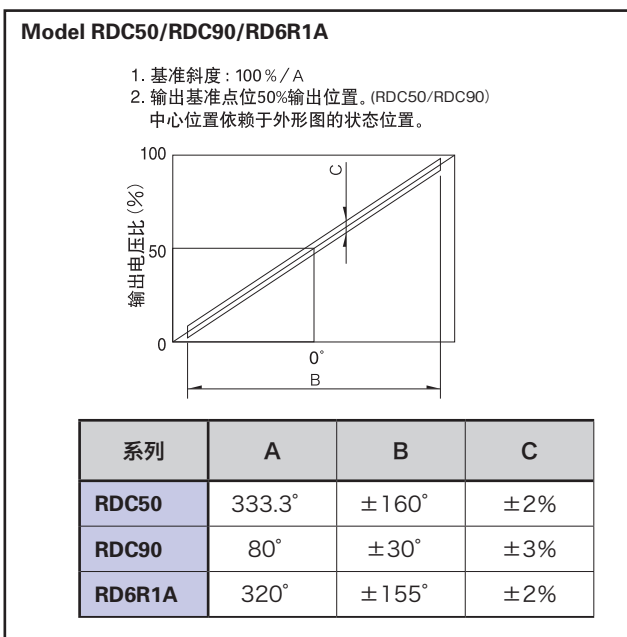 Model RDC50/RDC90/RD6R1A
1. 基准斜度 : 100%/A
2. 输出基准点位50%输出位置。(RDC50/RDC90)
中心位置依赖于外形图的状态位置。
100
C
输出电压比 (%)
50
0
0°
B
系列 A B C
RDC50 333.3° ±160° ±2%
RDC90 80° ±30° ±3%
RD6R1A 320° ±155° ±2%